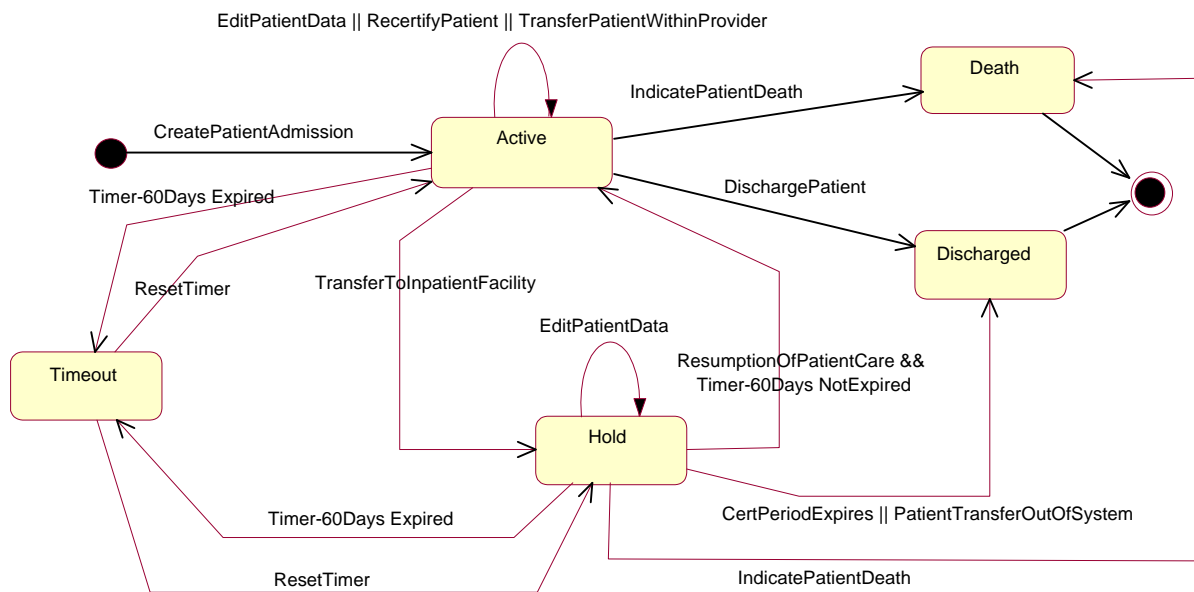 EditPatientData || RecertifyPatient || TransferPatientWithinProvider
Death
IndicatePatientDeath
CreatePatientAdmission
Active
Timer-60Days Expired
DischargePatient
Discharged
ResetTimer
TransferToInpatientFacility
EditPatientData
ResumptionOfPatientCare &&
Timer-60Days NotExpired
Timeout
Hold
Timer-60Days Expired
CertPeriodExpires || PatientTransferOutOfSystem
ResetTimer
IndicatePatientDeath